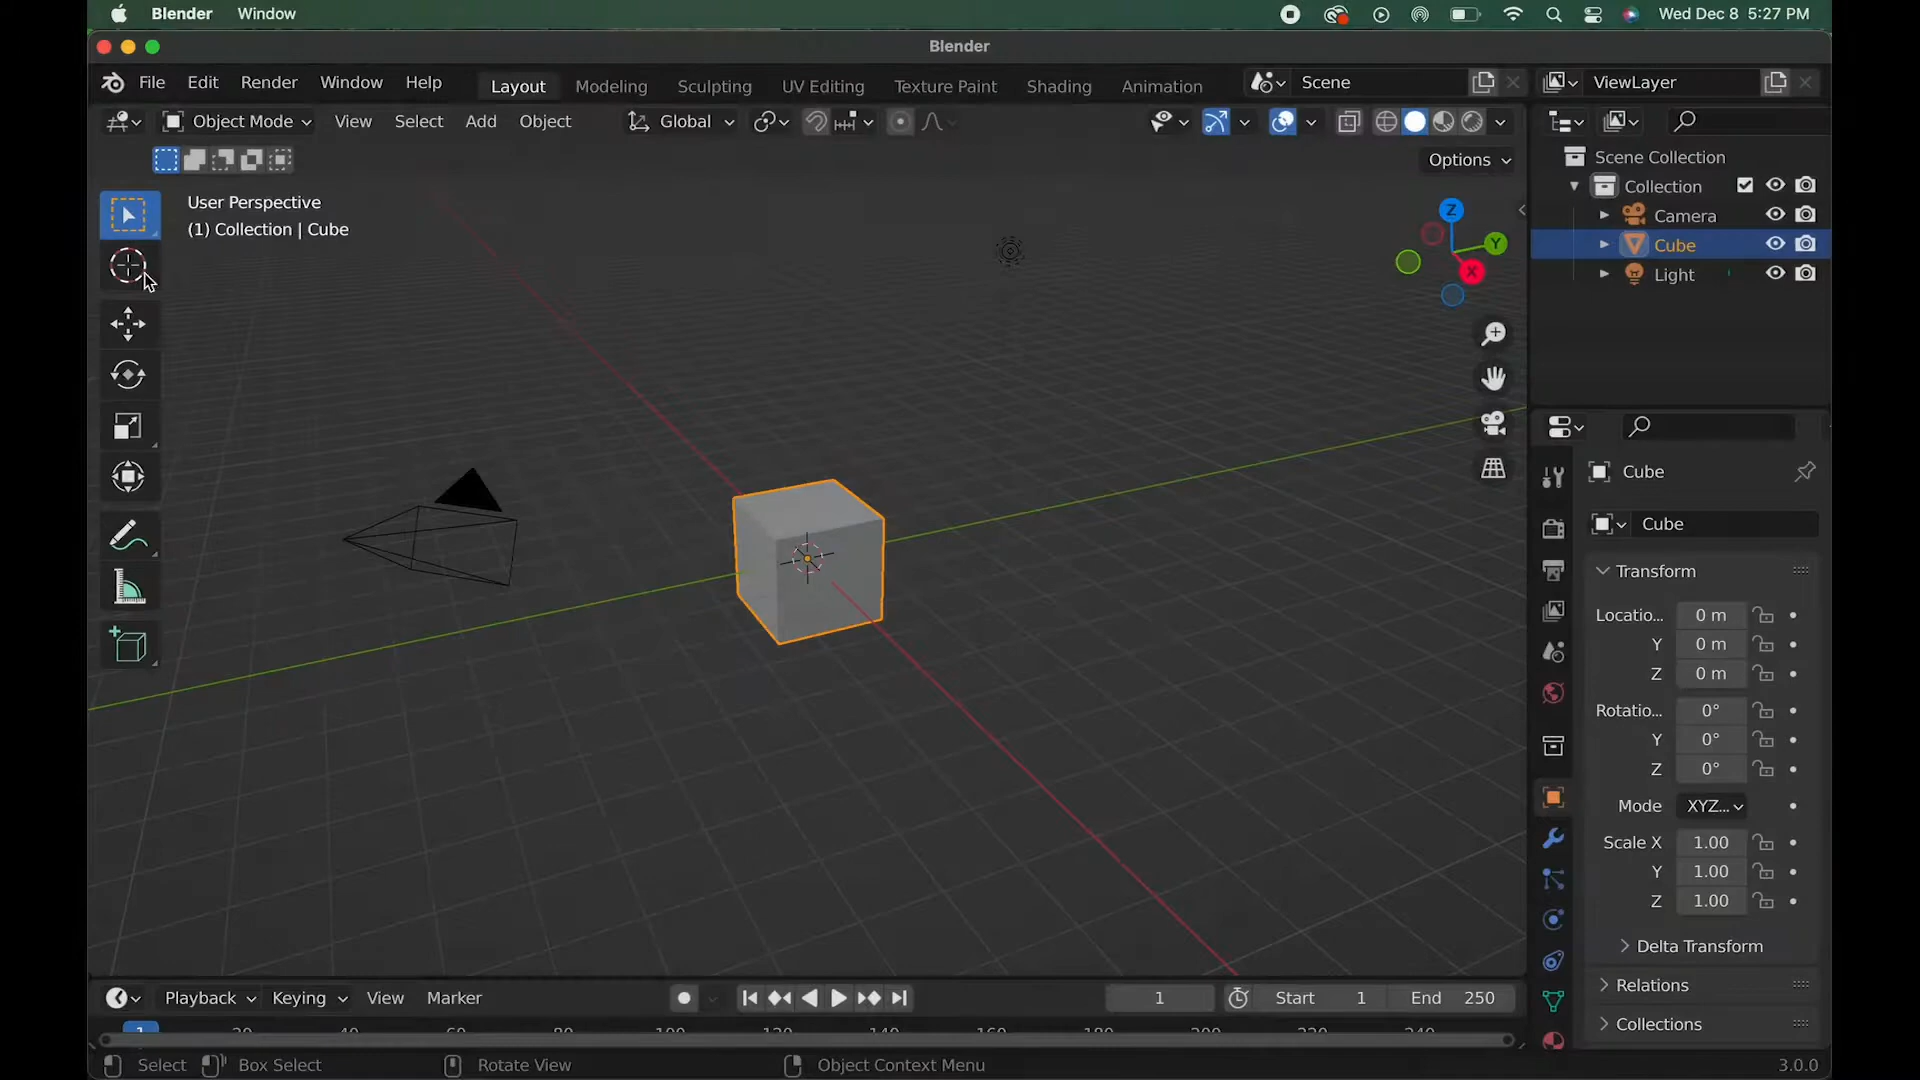 Blender Window Wed Dec 8 5:27 PM
Blender
File Edit Render Window Help Layout Modeling Sculpting UV Editing Texture Paint Shading Animation Scene ViewLayer
Object Mode View Select Add Object Global
Options
User Perspective
(1) Collection | Cube
Z
Y
X
Scene Collection
Collection
Camera
Cube
Light
Cube
Cube
Transform
Locatio... 0 m
Y 0 m
Z 0 m
Rotatio... 0°
Y 0°
Z 0°
Mode XYZ...
Scale X 1.00
Y 1.00
Z 1.00
Delta Transform
Relations
Collections
Playback Keying View Marker 1 Start 1 End 250
1 20 40 60 80 100 120 140 160 180 200 220 240
Select Box Select Rotate View Object Context Menu 3.0.0